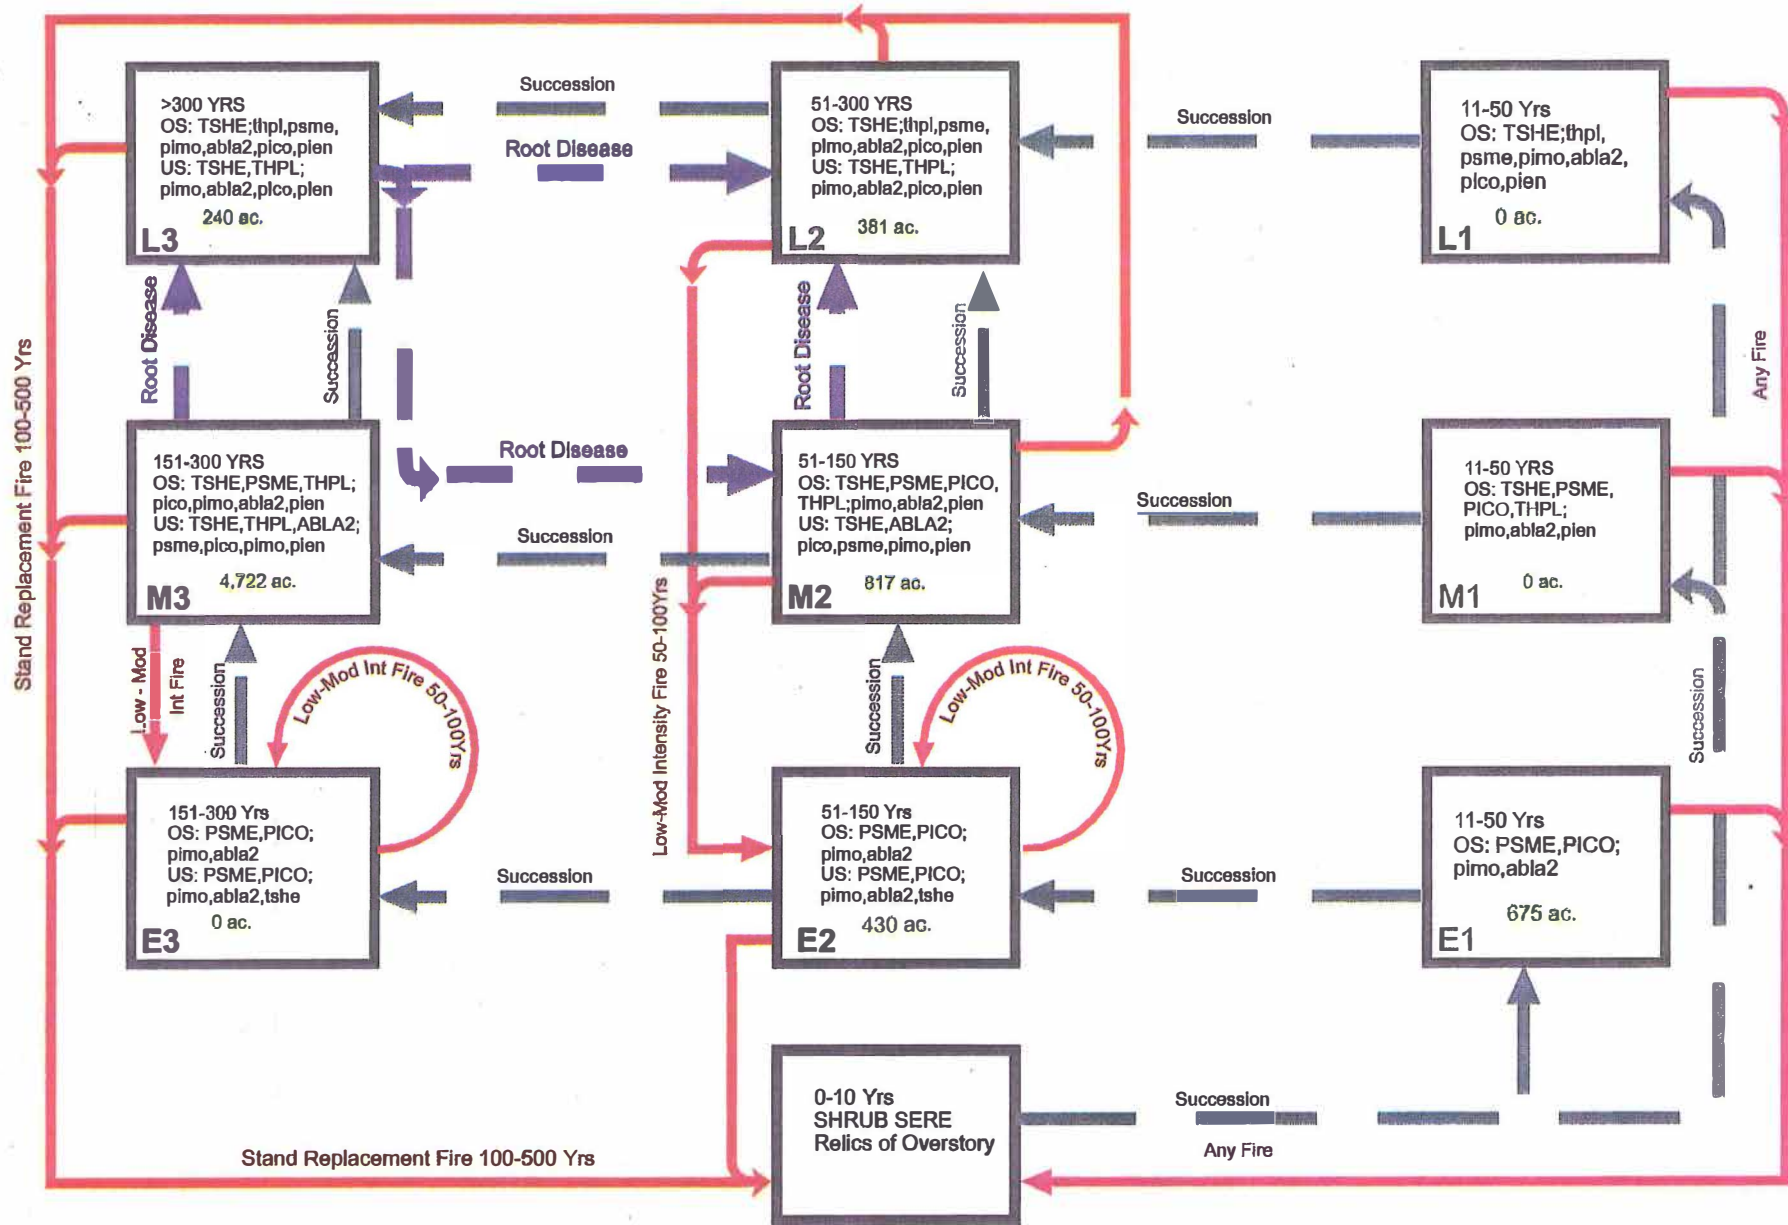 Succession
>300 YRS
OS: TSHE;thpl,psme,
pimo,abla2,pico,pien
US: TSHE,THPL;
pimo,abla2,pico,pien
240 ac.
L3
Root Disease
51-300 YRS
OS: TSHE;thpl,psme,
pimo,abla2,pico,pien
US: TSHE,THPL;
pimo,abla2,pico,pien
381 ac.
L2
Succession
11-50 Yrs
OS: TSHE;thpl,
psme,pimo,abla2,
pico,pien
0 ac.
L1
Stand Replacement Fire 100-500 Yrs
Root Disease
Succession
Root Disease
Succession
Any Fire
151-300 YRS
OS: TSHE,PSME,THPL;
pico,pimo,abla2,pien
US: TSHE,THPL,ABLA2;
psme,pico,pimo,pien
4,722 ac.
M3
Root Disease
Succession
51-150 YRS
OS: TSHE,PSME,PICO,
THPL;pimo,abla2,pien
US: TSHE,ABLA2;
pico,psme,pimo,pien
817 ac.
M2
Succession
11-50 YRS
OS: TSHE,PSME,
PICO,THPL;
pimo,abla2,pien
0 ac.
M1
Low - Mod
Int Fire
Succession
Low-Mod Int Fire 50-100Yrs
Low-Mod Intensity Fire 50-100Yrs
Succession
Low-Mod Int Fire 50-100Yrs
Succession
151-300 Yrs
OS: PSME,PICO;
pimo,abla2
US: PSME,PICO;
pimo,abla2,tshe
0 ac.
E3
Succession
51-150 Yrs
OS: PSME,PICO;
pimo,abla2
US: PSME,PICO;
pimo,abla2,tshe
430 ac.
E2
Succession
11-50 Yrs
OS: PSME,PICO;
pimo,abla2
675 ac.
E1
0-10 Yrs
SHRUB SERE
Relics of Overstory
Succession
Any Fire
Stand Replacement Fire 100-500 Yrs